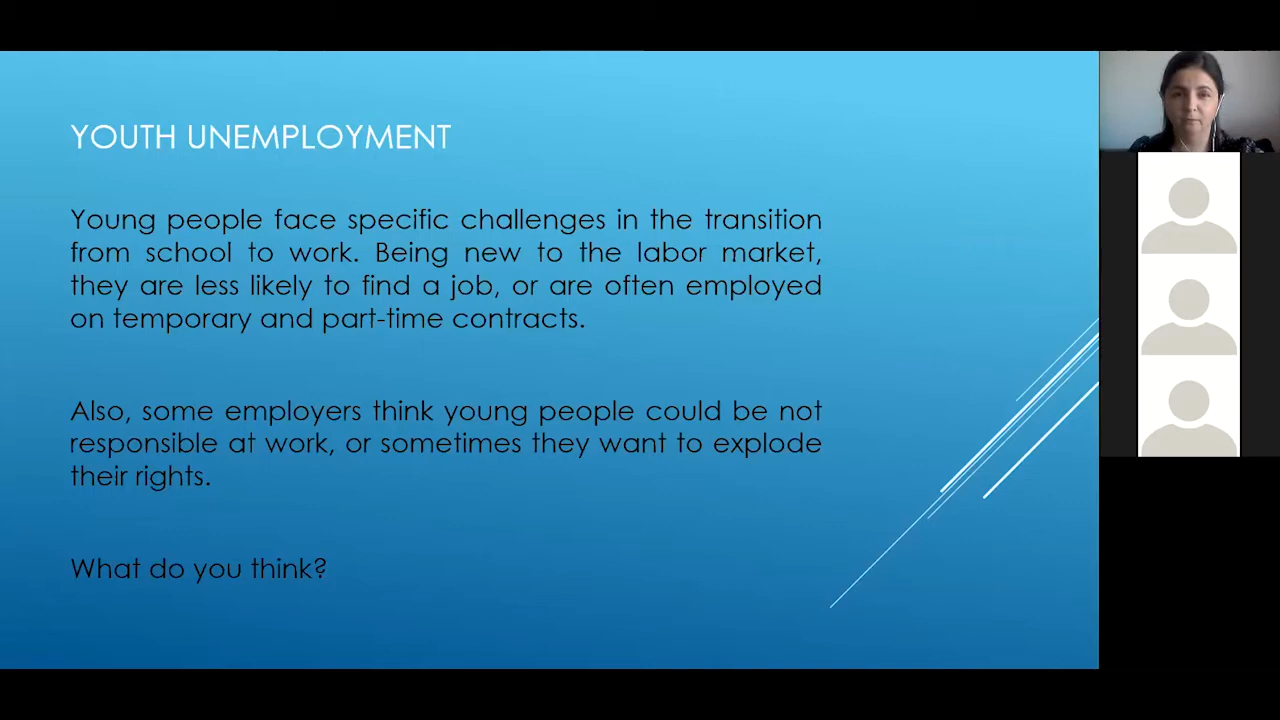 YOUTH UNEMPLOYMENT
Young people face specific challenges in the transition
from school to work. Being new to the labor market,
they are less likely to find a job, or are often employed
on temporary and part-time contracts.
Also, some employers think young people could be not
responsible at work, or sometimes they want to explode
their rights.
What do you think?